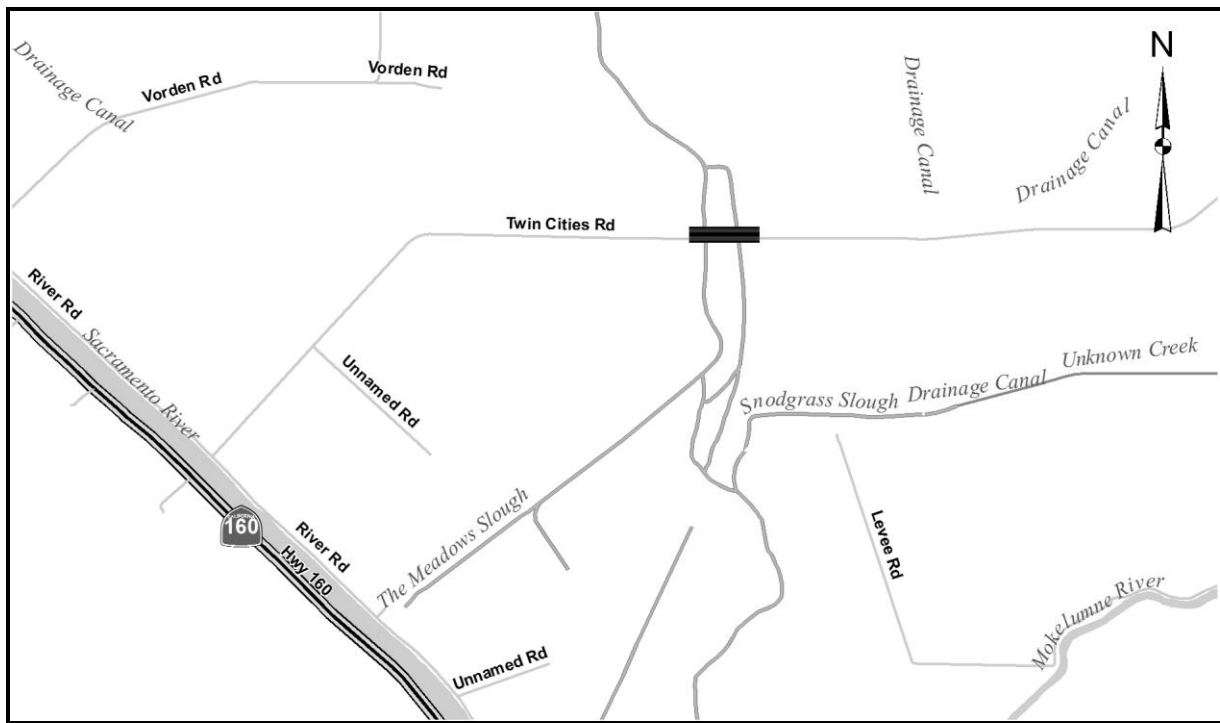 Drainage Canal
Vorden Rd
Vorden Rd
Drainage Canal
Drainage Canal
N
Twin Cities Rd
River Rd
Sacramento River
Unnamed Rd
Unknown Creek
Drainage Canal
Snodgrass Slough
160
River Rd
Hwy 160
The Meadows Slough
Levee Rd
Mokelumne River
Unnamed Rd